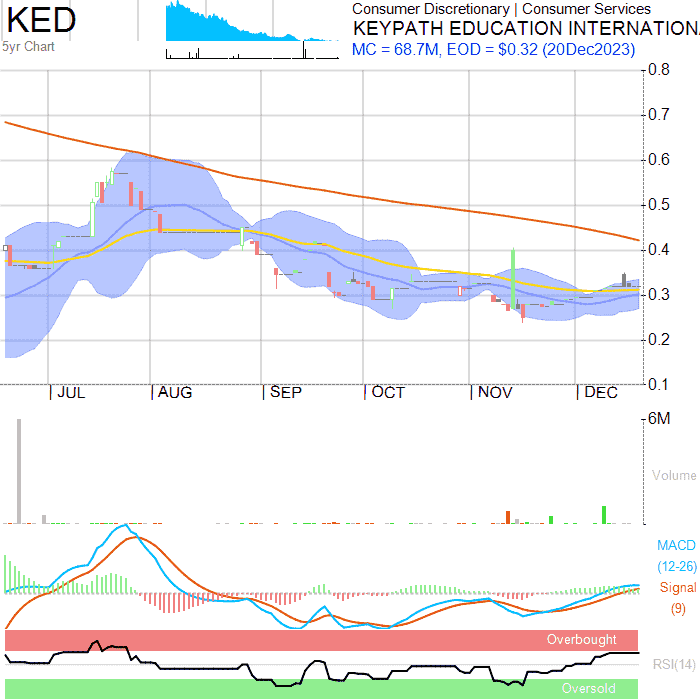 KED
5yr Chart
Consumer Discretionary | Consumer Services
KEYPATH EDUCATION INTERNATION
MC = 68.7M, EOD = $0.32 (20Dec2023)
0.8
0.7
0.6
0.5
0.4
0.3
0.2
0.1
JUL AUG SEP OCT NOV DEC
6M
Volume
MACD
(12-26)
Signal
(9)
Overbought
RSI(14)
Oversold